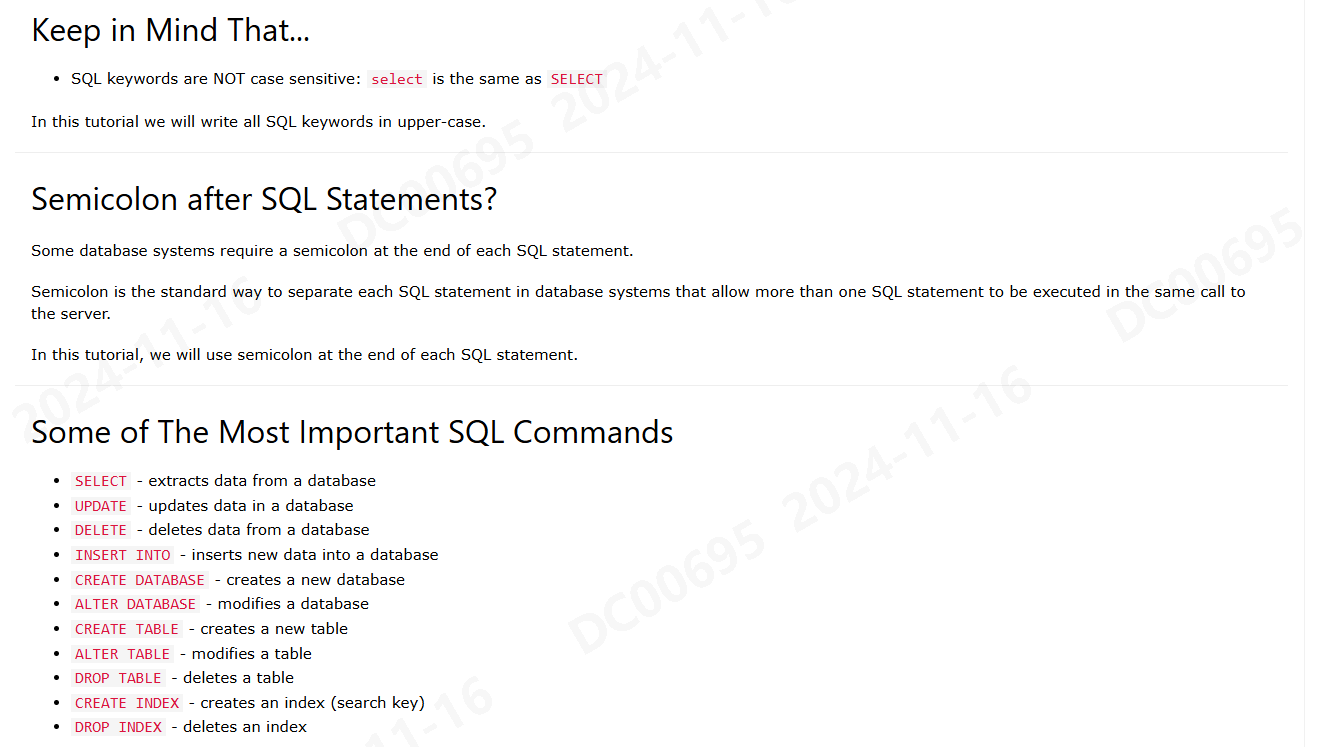 Keep in Mind That...
• SQL keywords are NOT case sensitive: select is the same as SELECT
In this tutorial we will write all SQL keywords in upper-case.
Semicolon after SQL Statements?
Some database systems require a semicolon at the end of each SQL statement.
Semicolon is the standard way to separate each SQL statement in database systems that allow more than one SQL statement to be executed in the same call to
the server.
In this tutorial, we will use semicolon at the end of each SQL statement.
Some of The Most Important SQL Commands
• SELECT - extracts data from a database
• UPDATE - updates data in a database
• DELETE - deletes data from a database
• INSERT INTO - inserts new data into a database
• CREATE DATABASE - creates a new database
• ALTER DATABASE - modifies a database
• CREATE TABLE - creates a new table
• ALTER TABLE - modifies a table
• DROP TABLE - deletes a table
• CREATE INDEX - creates an index (search key)
• DROP INDEX - deletes an index
DC00695 2024-11-16
2024-11-16
DC00695
DC00695 2024-11-16
11-16